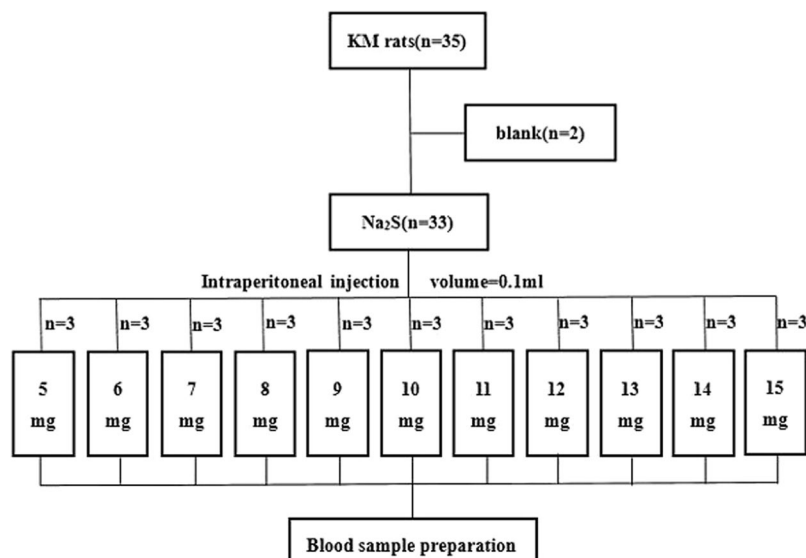 KM rats(n=35)
blank(n=2)
Na₂S(n=33)
Intraperitoneal injection volume=0.1ml
n=3 n=3 n=3 n=3 n=3 n=3 n=3 n=3 n=3 n=3 n=3
5 6 7 8 9 10 11 12 13 14 15
mg mg mg mg mg mg mg mg mg mg mg
Blood sample preparation